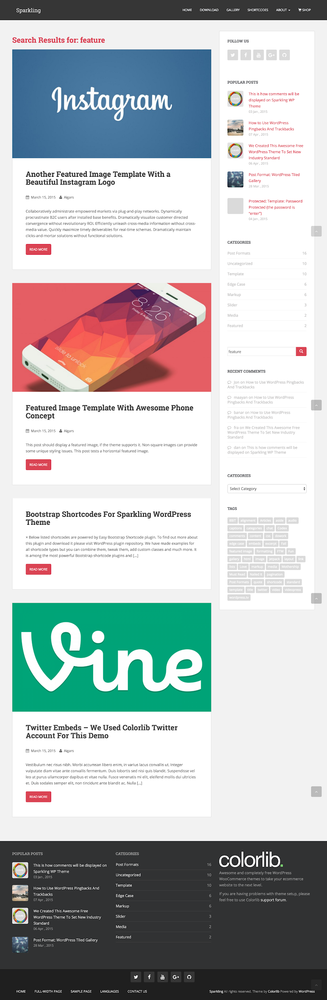 Sparkling
HOME DOWNLOAD GALLERY SHORTCODES ABOUT SHOP
Search Results for: feature
Instagram
Another Featured Image Template With a
Beautiful Instagram Logo
March 15, 2015 Aigars
Collaboratively administrate empowered markets via plug-and-play networks. Dynamically
procrastinate B2C users after installed base benefits. Dramatically visualize customer directed
convergence without revolutionary ROI. Efficiently unleash cross-media information without cross-
media value. Quickly maximize timely deliverables for real-time schemas. Dramatically maintain
clicks-and-mortar solutions without functional solutions.
READ MORE
8:26
Friday 9 August
100%
slide to unlock
Featured Image Template With Awesome Phone
Concept
March 15, 2015 Aigars
This post should display a featured image, if the theme supports it. Non-square images can provide
some unique styling issues. This post tests a horizontal featured image.
READ MORE
Bootstrap Shortcodes For Sparkling WordPress
Theme
× Below listed shortcodes are powered by Easy Bootstrap Shortcode plugin. To find out more about
this plugin and download it please visit WordPress plugin repository. We have made examples for
all shortcode types but you can combine them, tweak them, add custom classes and much more. It
is among the most powerful Bootstrap shortcode plugins and [...]
READ MORE
Vine
Twitter Embeds – We Used Colorlib Twitter
Account For This Demo
March 15, 2015 Aigars
Vestibulum nec risus nibh. Morbi accumsan libero enim, in varius lacus convallis ut. Integer
vulputate diam vitae ante convallis fermentum. Duis lobortis sed nisi quis blandit. Suspendisse vel
leo ut purus ullamcorper dapibus et vitae nulla. Fusce venenatis mi elit, eleifend mollis dui ultricies
et. Duis sodales semper elit, non tincidunt ante blandit ac. Nulla [...]
READ MORE
FOLLOW US
POPULAR POSTS
This is how comments will be
displayed on Sparkling WP
Theme
03 Jan , 2015
How to Use WordPress
Pingbacks And Trackbacks
07 Apr , 2015
We Created This Awesome Free
WordPress Theme To Set New
Industry Standard
06 Apr , 2015
Post Format: WordPress Tiled
Gallery
28 Mar , 2015
Protected: Template: Password
Protected (the password is
“enter”)
04 Jan , 2015
CATEGORIES
Post Formats 16
Uncategorized 10
Template 10
Edge Case 6
Markup 6
Slider 3
Media 2
Featured 2
feature
RECENT COMMENTS
Jon on How to Use WordPress Pingbacks
And Trackbacks
maayan on How to Use WordPress
Pingbacks And Trackbacks
banar on How to Use WordPress
Pingbacks And Trackbacks
fra on We Created This Awesome Free
WordPress Theme To Set New Industry
Standard
dan on This is how comments will be
displayed on Sparkling WP Theme
CATEGORIES
Select Category
TAGS
8BIT alignment Articles aside audio
captions categories chat Codex
comments content css dowork
edge case embeds excerpt Fail
featured image formatting FTW Fun
gallery html image jetpack layout link
lists Love markup media Mothership
Must Read Nailed It pagination
Post Formats quote shortcode standard
template title twitter video videopress
wordpress.tv
POPULAR POSTS
This is how comments will be displayed on
Sparkling WP Theme
03 Jan , 2015
How to Use WordPress Pingbacks And
Trackbacks
07 Apr , 2015
We Created This Awesome Free
WordPress Theme To Set New Industry
Standard
06 Apr , 2015
Post Format: WordPress Tiled Gallery
28 Mar , 2015
CATEGORIES
Post Formats 16
Uncategorized 10
Template 10
Edge Case 6
Markup 6
Slider 3
Media 2
Featured 2
colorlib.
Awesome and completely free WordPress
WooCommerce themes to take your ecommerce
website to the next level.
If you are having problems with theme setup, please
feel free to use Colorlib support forum.
HOME FULL-WIDTH PAGE SAMPLE PAGE LANGUAGES CONTACT US
Sparkling All rights reserved. Theme by Colorlib Powered by WordPress